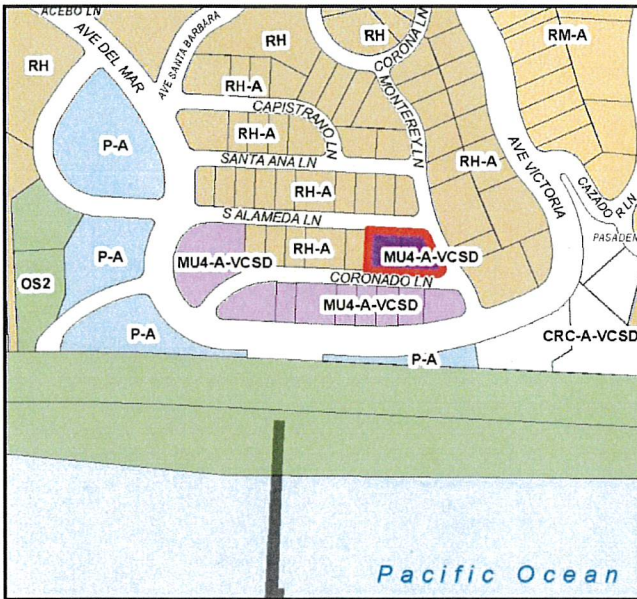 ACEBO LN
AVE DEL MAR
AVE SANTA BARBARA
RH
RH
RH
CORONA LN
RM-A
RH-A
MONTEREY LN
CAPISTRANO LN
P-A
RH-A
AVE VICTORIA
SANTA ANA LN
RH-A
RH-A
CAZADO
R LN
S ALAMEDA LN
PASADEN
P-A
RH-A
MU4-A-VCSD
MU4-A-VCSD
OS2
CORONADO LN
MU4-A-VCSD
P-A
CRC-A-VCSD
P-A
Pacific Ocean